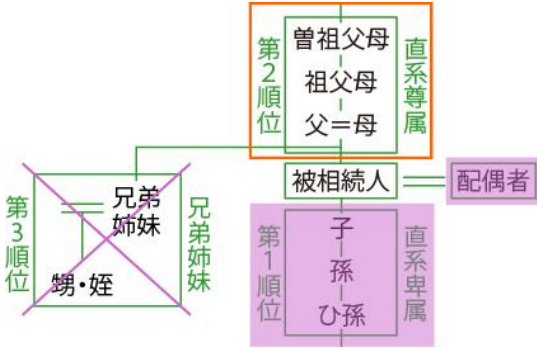 第2順位
曽祖父母
祖父母
父=母
直系尊属
被相続人
配偶者
第3順位
兄弟
姉妹
甥・姪
兄弟姉妹
第1順位
子
孫
ひ孫
直系卑属